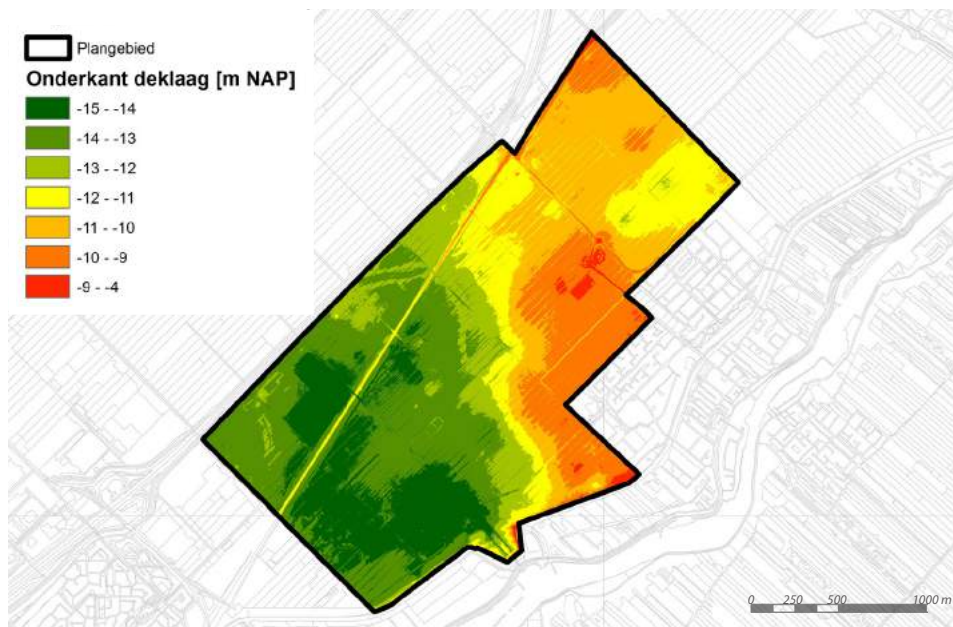 Plangebied
Onderkant deklaag [m NAP]
-15 - -14
-14 - -13
-13 - -12
-12 - -11
-11 - -10
-10 - -9
-9 - -4
0 250 500 1000 m